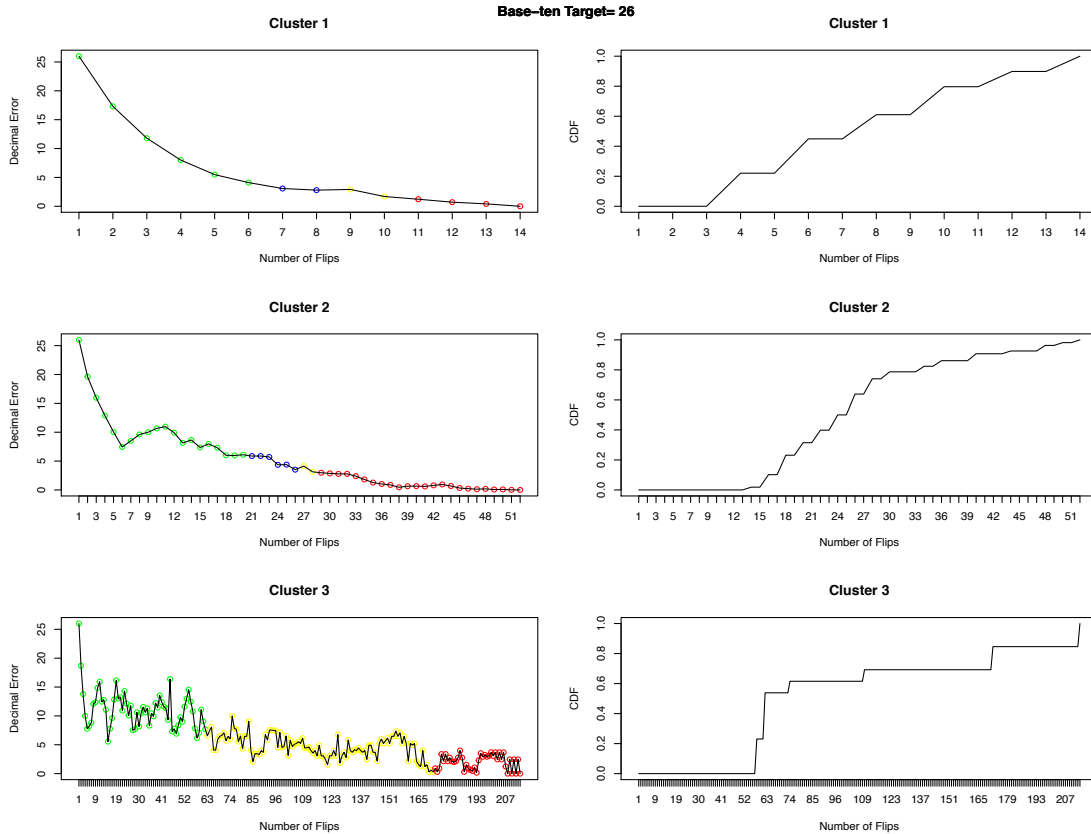 Base−ten Target= 26
Cluster 1
Decimal Error
25
20
15
10
5
0
1 2 3 4 5 6 7 8 9 10 11 12 13 14
Number of Flips
Cluster 1
CDF
1.0
0.8
0.6
0.4
0.2
0.0
1 2 3 4 5 6 7 8 9 10 11 12 13 14
Number of Flips
Cluster 2
Decimal Error
25
20
15
10
5
0
1 3 5 7 9 12 15 18 21 24 27 30 33 36 39 42 45 48 51
Number of Flips
Cluster 2
CDF
1.0
0.8
0.6
0.4
0.2
0.0
1 3 5 7 9 12 15 18 21 24 27 30 33 36 39 42 45 48 51
Number of Flips
Cluster 3
Decimal Error
25
20
15
10
5
0
1 9 19 30 41 52 63 74 85 96 109 123 137 151 165 179 193 207
Number of Flips
Cluster 3
CDF
1.0
0.8
0.6
0.4
0.2
0.0
1 9 19 30 41 52 63 74 85 96 109 123 137 151 165 179 193 207
Number of Flips